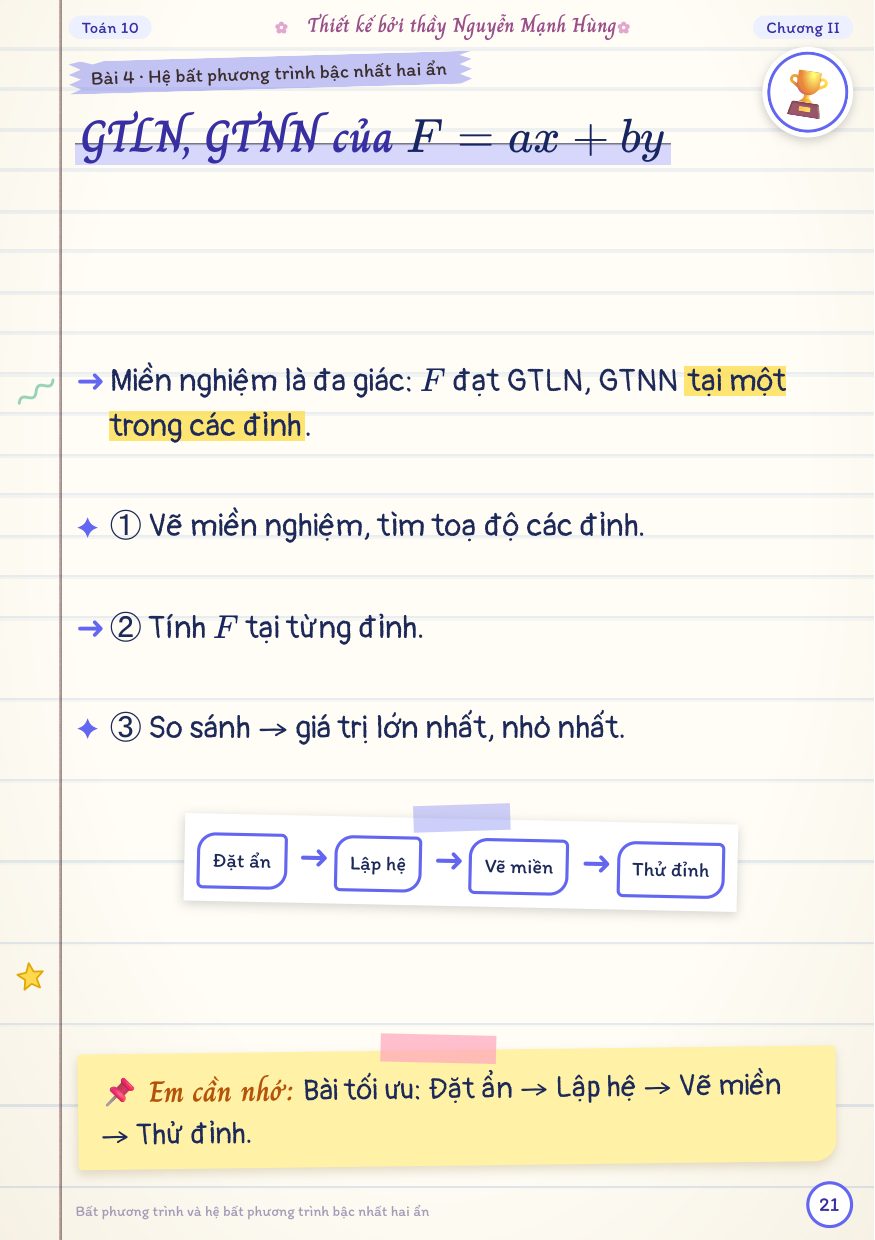 Toán 10
Thiết kế bởi thầy Nguyễn Mạnh Hùng
Chương II
Bài 4 · Hệ bất phương trình bậc nhất hai ẩn
GTLN, GTNN của F = ax + by
→ Miền nghiệm là đa giác: F đạt GTLN, GTNN tại một
trong các đỉnh.
① Vẽ miền nghiệm, tìm toạ độ các đỉnh.
→ ② Tính F tại từng đỉnh.
③ So sánh → giá trị lớn nhất, nhỏ nhất.
Đặt ẩn → Lập hệ → Vẽ miền → Thử đỉnh
Em cần nhớ: Bài tối ưu: Đặt ẩn → Lập hệ → Vẽ miền
→ Thử đỉnh.
Bất phương trình và hệ bất phương trình bậc nhất hai ẩn
21